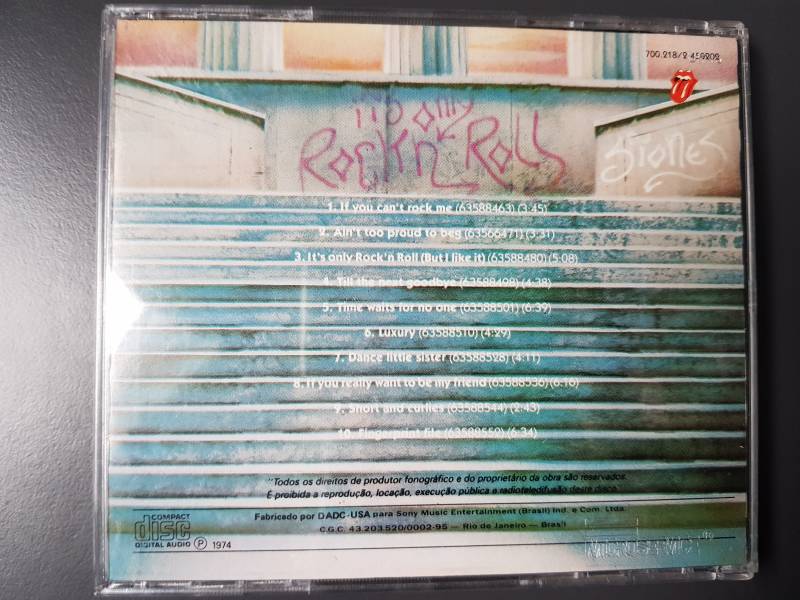 700.218/2-459202
it's only
Rock'n Roll
Stones
1. If you can't rock me (63588463) (3:45)
2. Ain't too proud to beg (63566471) (3:31)
3. It's only Rock'n Roll (But I like it) (63588480) (5:08)
4. Till the next goodbye (63588498) (4:38)
5. Time waits for no one (63588501) (6:39)
6. Luxury (63588510) (4:29)
7. Dance little sister (63588528) (4:11)
8. If you really want to be my friend (63588536) (6:16)
9. Short and curlies (63588544) (2:43)
10. Fingerprint file (63588552) (6:34)
"Todos os direitos de produtor fonográfico e do proprietário da obra são reservados.
É proibida a reprodução, locação, execução pública e radioteledifusão deste disco.
Fabricado por DADC-USA para Sony Music Entertainment (Brasil) Ind. e Com. Ltda.
C.G.C. 43.203.520/0002-95 — Rio de Janeiro — Brasil
COMPACT
disc
DIGITAL AUDIO Ⓟ 1974